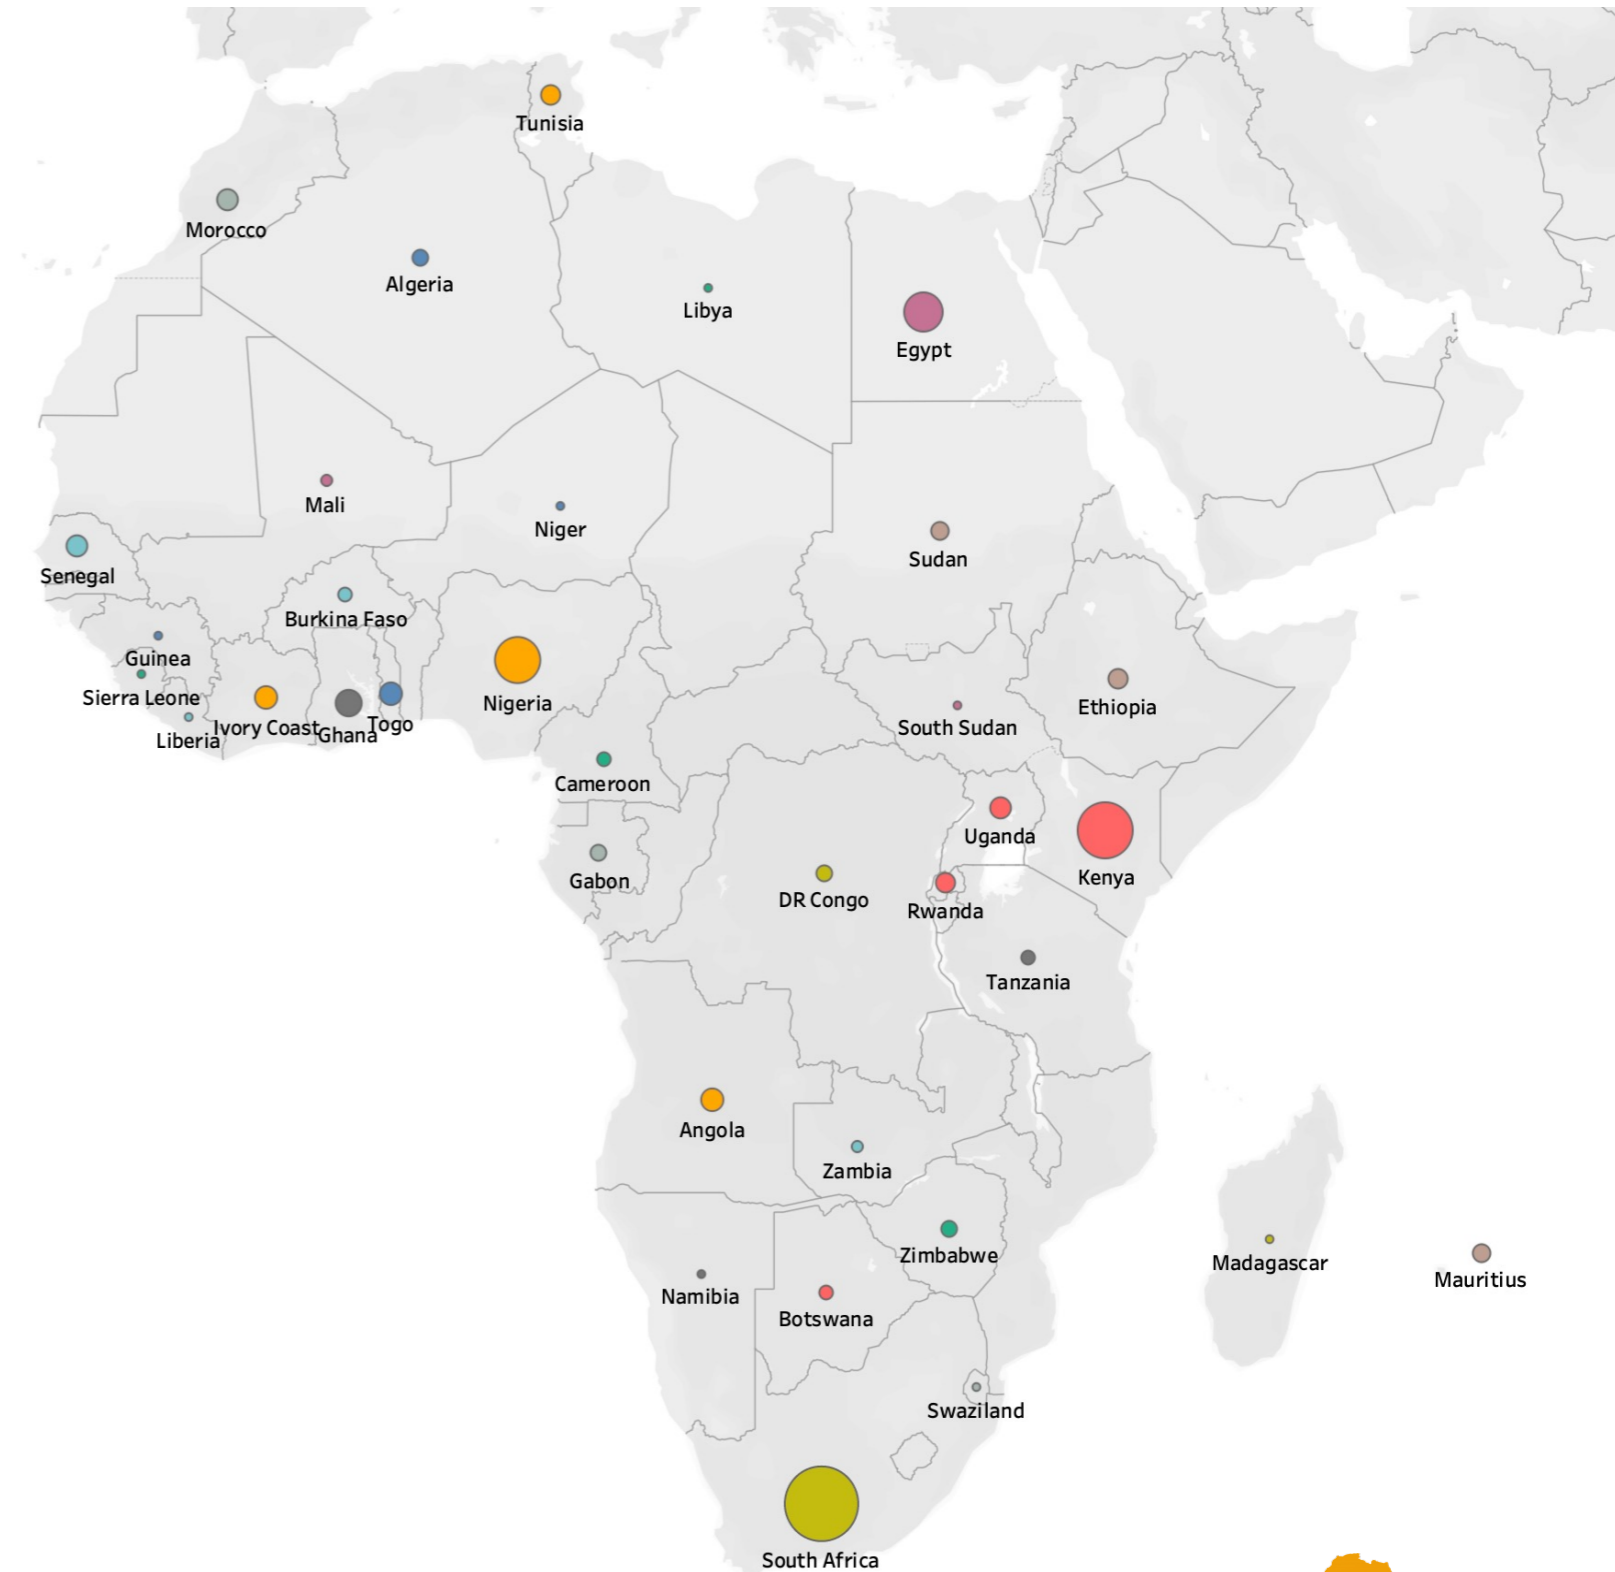 Tunisia
Morocco
Algeria
Libya
Egypt
Mali
Niger
Sudan
Senegal
Burkina Faso
Guinea
Sierra Leone
Liberia
Ivory Coast
Ghana
Togo
Nigeria
South Sudan
Ethiopia
Cameroon
Uganda
Kenya
Gabon
DR Congo
Rwanda
Tanzania
Angola
Zambia
Zimbabwe
Madagascar
Mauritius
Namibia
Botswana
Swaziland
South Africa